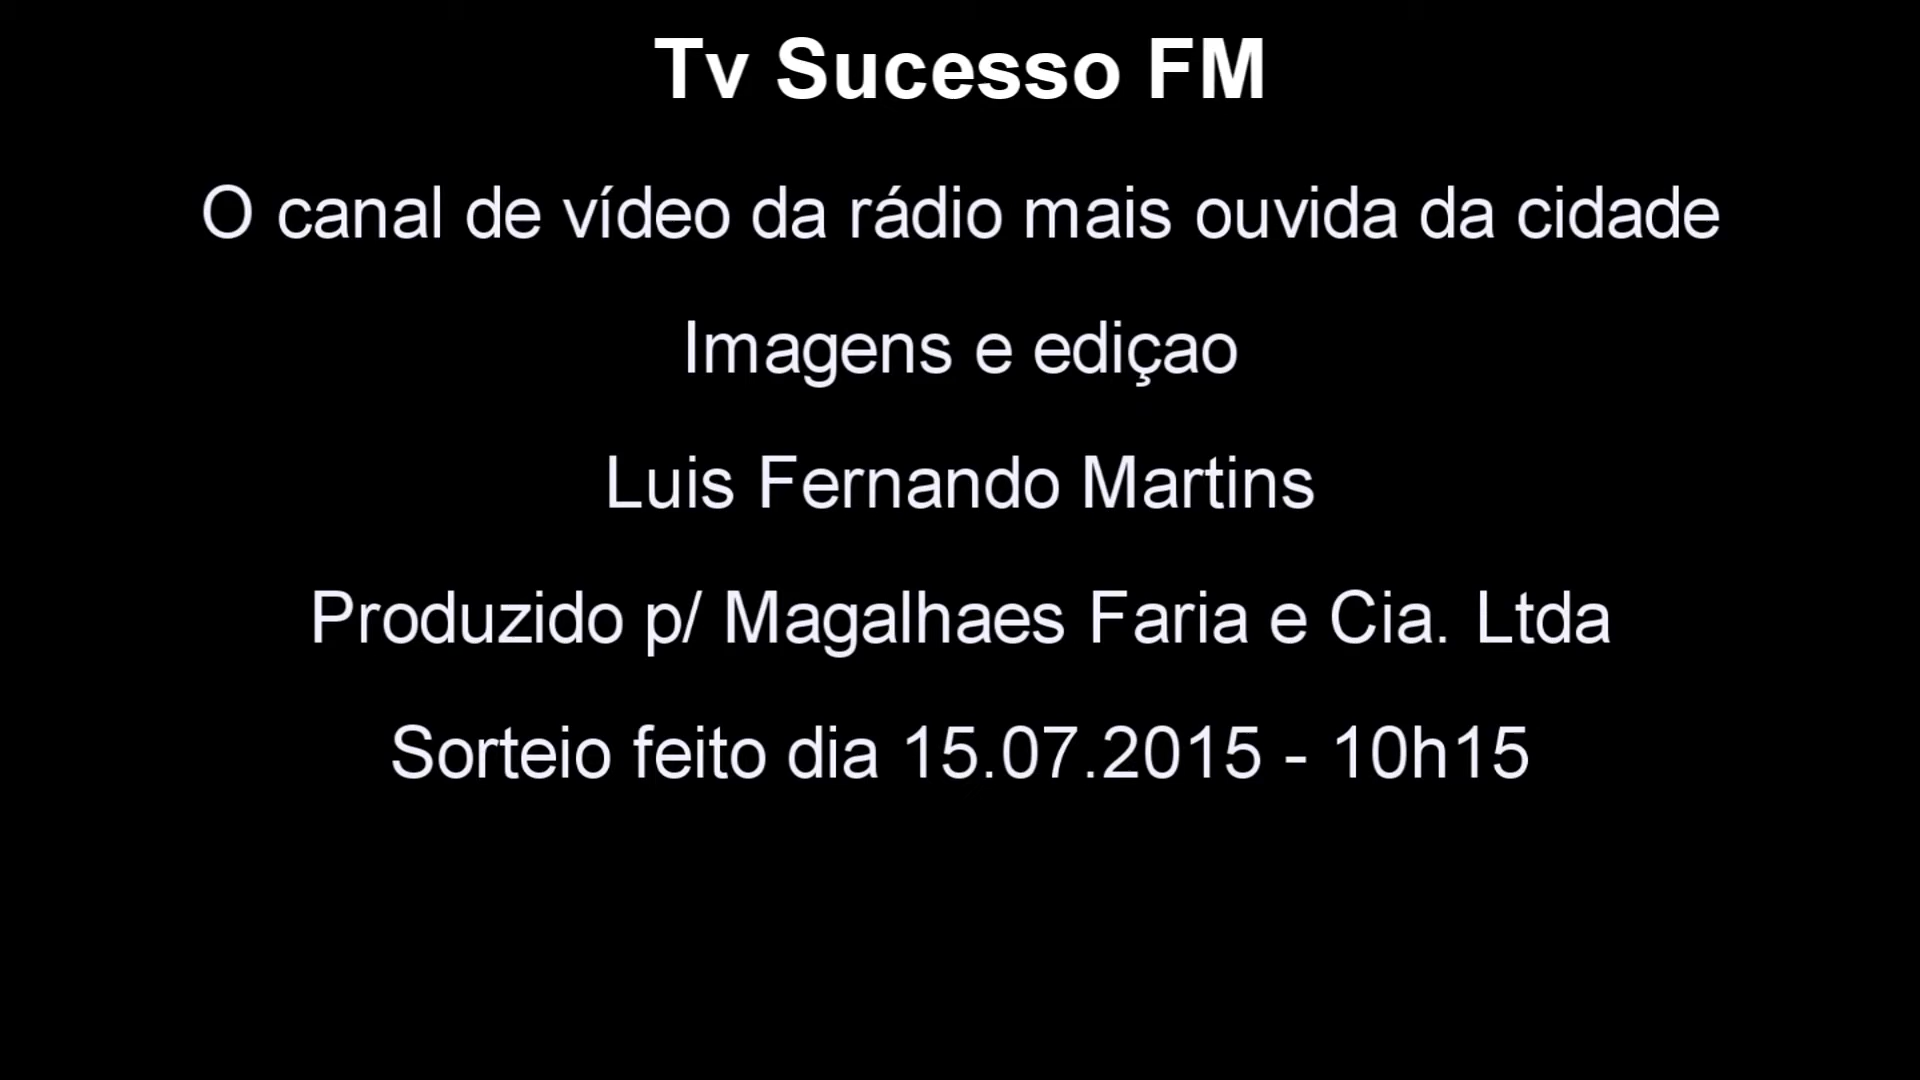 Tv Sucesso FM
O canal de vídeo da rádio mais ouvida da cidade
Imagens e ediçao
Luis Fernando Martins
Produzido p/ Magalhaes Faria e Cia. Ltda
Sorteio feito dia 15.07.2015 - 10h15